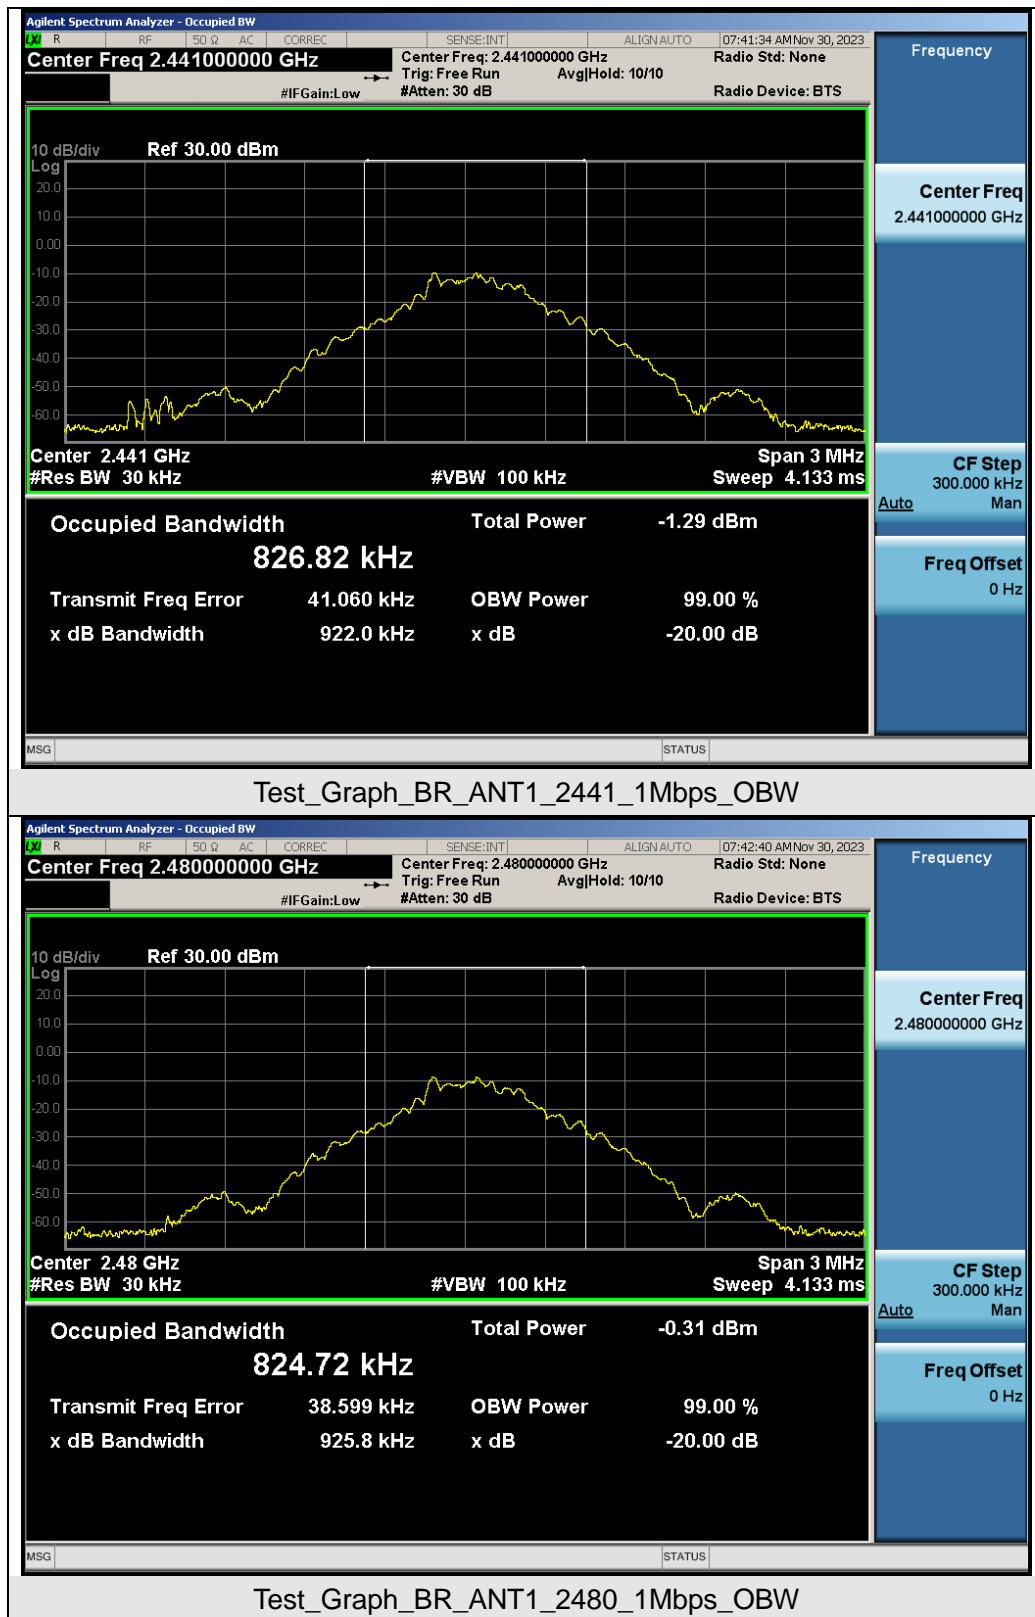 Agilent Spectrum Analyzer - Occupied BW
LXI R RF 50 Ω AC CORREC SENSE:INT ALIGN AUTO 07:41:34 AM Nov 30, 2023
Center Freq 2.441000000 GHz
Center Freq: 2.441000000 GHz
Radio Std: None
Trig: Free Run Avg|Hold: 10/10
#IFGain:Low
#Atten: 30 dB
Radio Device: BTS
Frequency
10 dB/div Ref 30.00 dBm
Log
20.0
10.0
0.00
-10.0
-20.0
-30.0
-40.0
-50.0
-60.0
Center 2.441 GHz
Span 3 MHz
#Res BW 30 kHz
#VBW 100 kHz
Sweep 4.133 ms
Center Freq
2.441000000 GHz
CF Step
300.000 kHz
Auto Man
Freq Offset
0 Hz
Occupied Bandwidth
Total Power -1.29 dBm
826.82 kHz
Transmit Freq Error 41.060 kHz OBW Power 99.00 %
x dB Bandwidth 922.0 kHz x dB -20.00 dB
MSG STATUS
Test_Graph_BR_ANT1_2441_1Mbps_OBW
Agilent Spectrum Analyzer - Occupied BW
LXI R RF 50 Ω AC CORREC SENSE:INT ALIGN AUTO 07:42:40 AM Nov 30, 2023
Center Freq 2.480000000 GHz
Center Freq: 2.480000000 GHz
Radio Std: None
Trig: Free Run Avg|Hold: 10/10
#IFGain:Low
#Atten: 30 dB
Radio Device: BTS
Frequency
10 dB/div Ref 30.00 dBm
Log
20.0
10.0
0.00
-10.0
-20.0
-30.0
-40.0
-50.0
-60.0
Center 2.48 GHz
Span 3 MHz
#Res BW 30 kHz
#VBW 100 kHz
Sweep 4.133 ms
Center Freq
2.480000000 GHz
CF Step
300.000 kHz
Auto Man
Freq Offset
0 Hz
Occupied Bandwidth
Total Power -0.31 dBm
824.72 kHz
Transmit Freq Error 38.599 kHz OBW Power 99.00 %
x dB Bandwidth 925.8 kHz x dB -20.00 dB
MSG STATUS
Test_Graph_BR_ANT1_2480_1Mbps_OBW